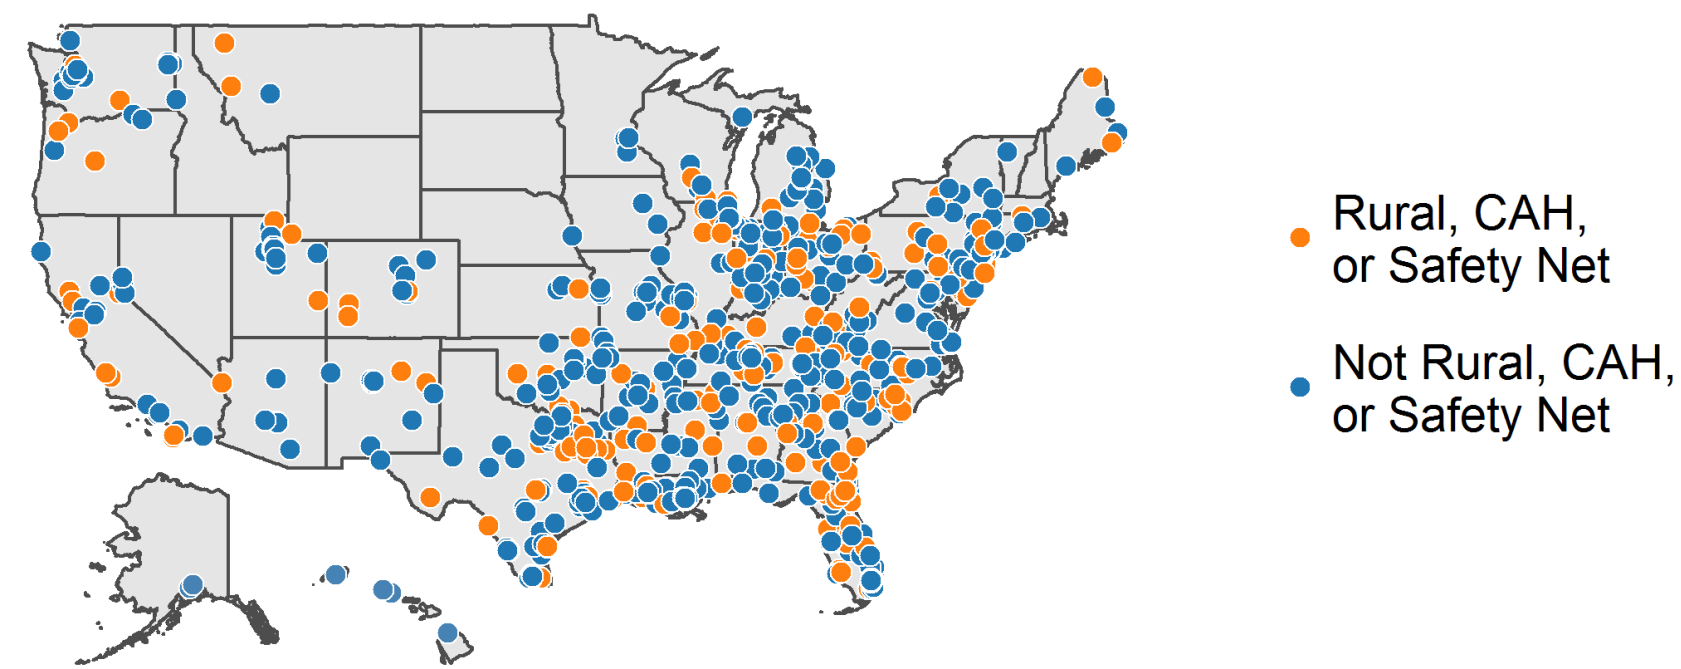 Rural, CAH,
or Safety Net
Not Rural, CAH,
or Safety Net